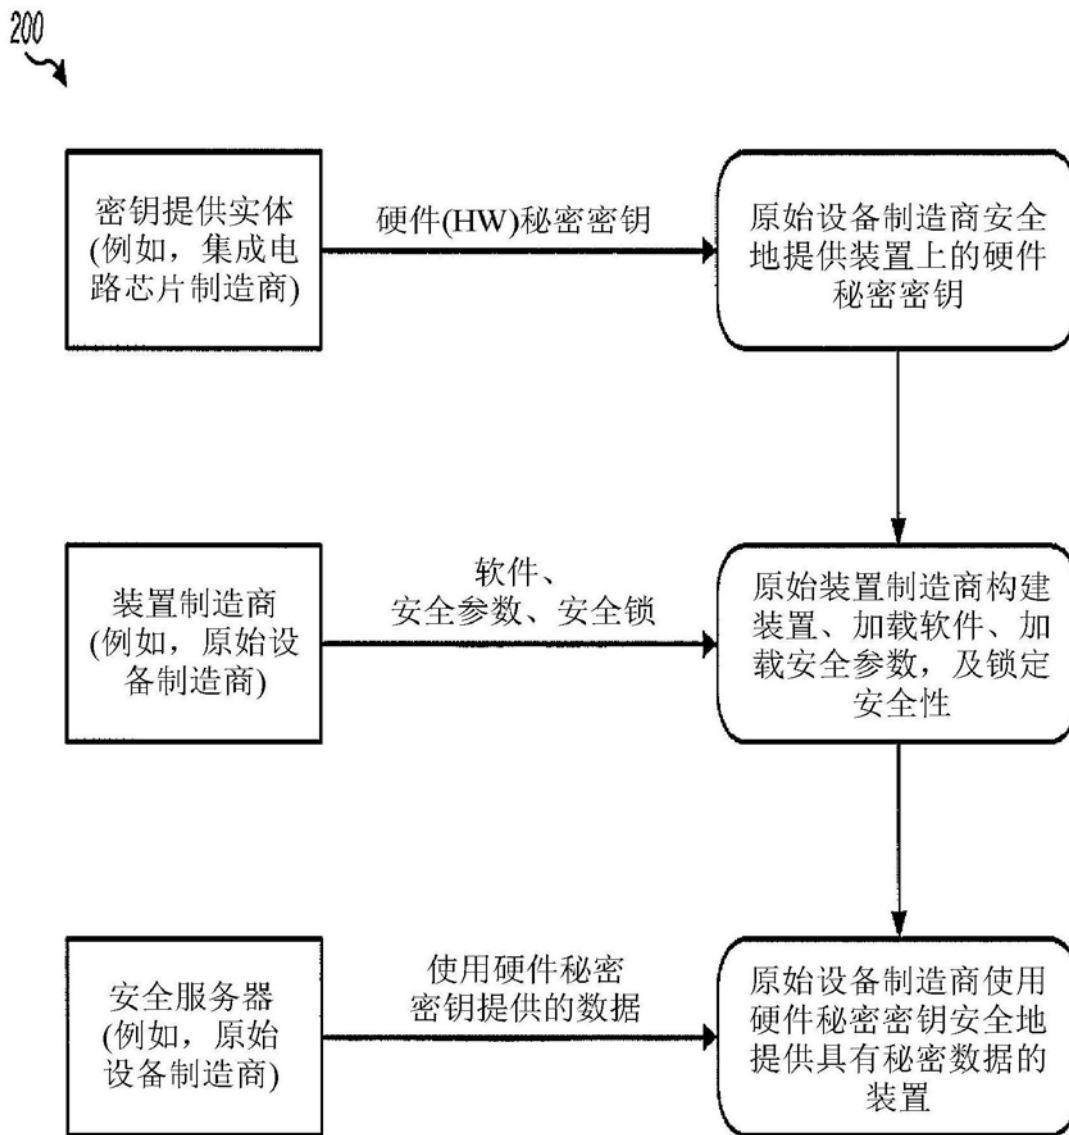 200
密钥提供实体
(例如，集成电
路芯片制造商)
硬件(HW)秘密密钥
原始设备制造商安全
地提供装置上的硬件
秘密密钥
装置制造商
(例如，原始设
备制造商)
软件、
安全参数、安全锁
原始装置制造商构建
装置、加载软件、加
载安全参数，及锁定
安全性
安全服务器
(例如，原始
设备制造商)
使用硬件秘密
密钥提供的数据
原始设备制造商使用
硬件秘密密钥安全地
提供具有秘密数据的
装置